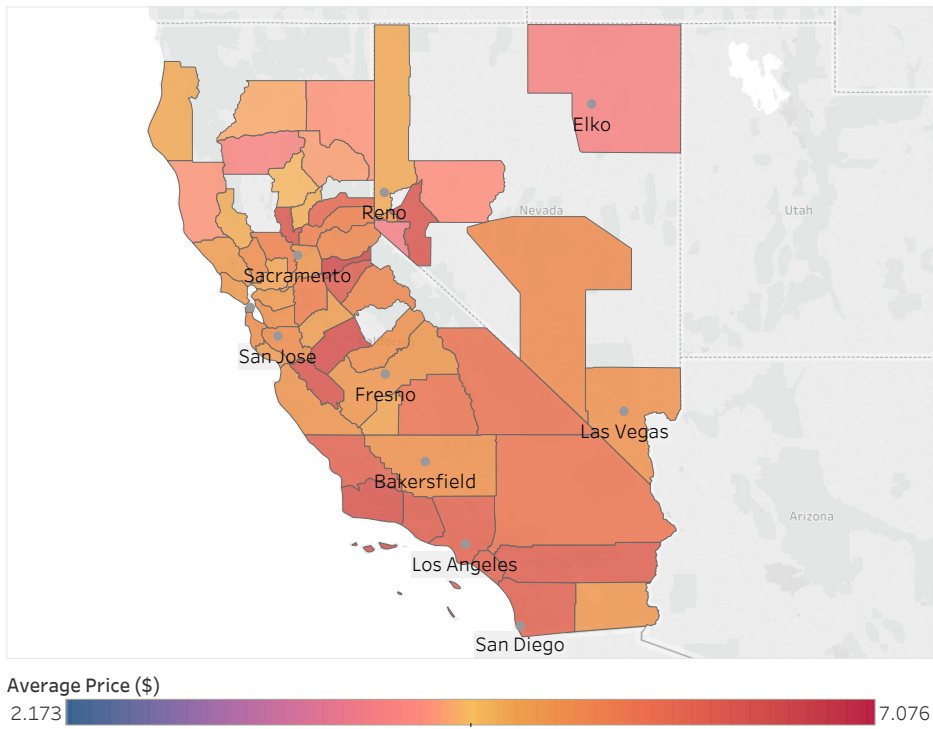 Elko
Nevada
Utah
Reno
Sacramento
California
San Jose
Fresno
Las Vegas
Bakersfield
Arizona
Los Angeles
San Diego
Average Price ($)
2.173 7.076